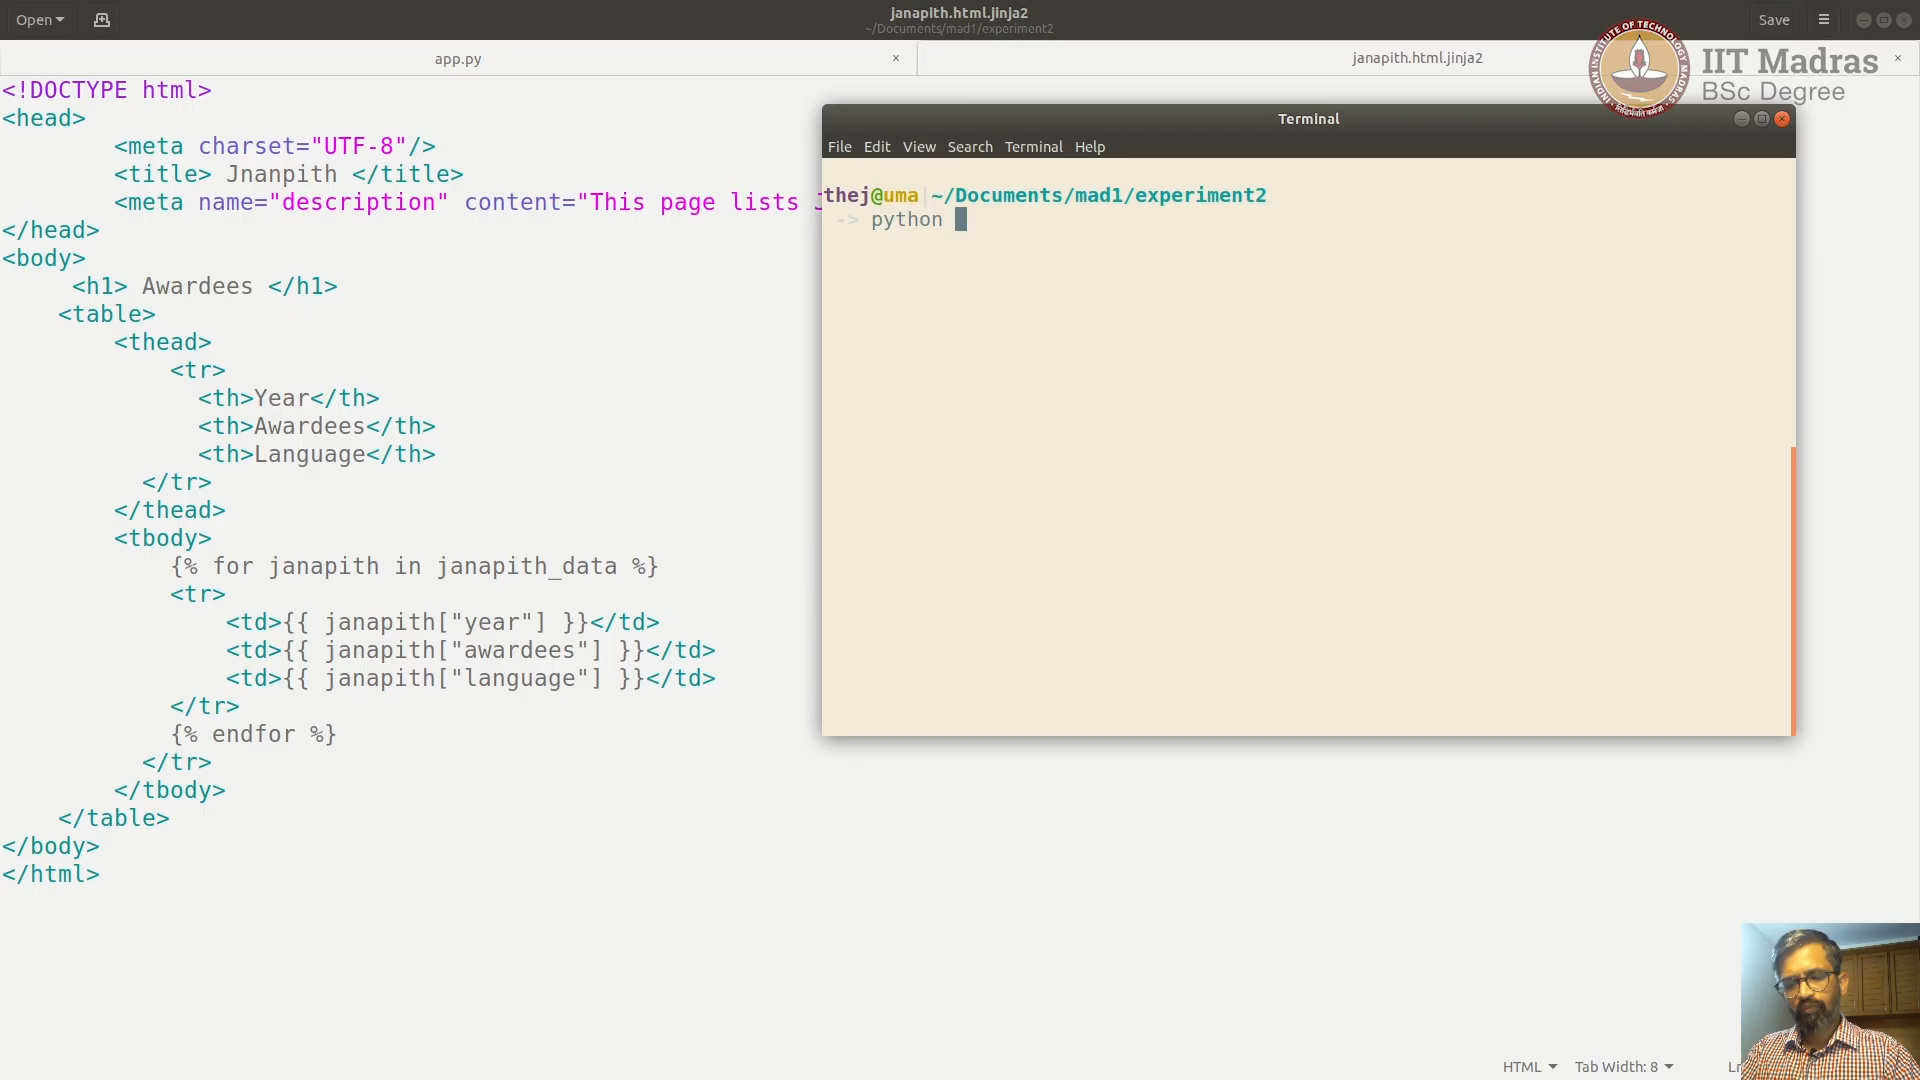 Open
janapith.html.jinja2
~/Documents/mad1/experiment2
Save
app.py
janapith.html.jinja2
IIT Madras
BSc Degree
INDIAN INSTITUTE OF TECHNOLOGY MADRAS
<!DOCTYPE html>
<head>
<meta charset="UTF-8"/>
<title> Jnanpith </title>
<meta name="description" content="This page lists
</head>
<body>
<h1> Awardees </h1>
<table>
<thead>
<tr>
<th>Year</th>
<th>Awardees</th>
<th>Language</th>
</tr>
</thead>
<tbody>
{% for janapith in janapith_data %}
<tr>
<td>{{ janapith["year"] }}</td>
<td>{{ janapith["awardees"] }}</td>
<td>{{ janapith["language"] }}</td>
</tr>
{% endfor %}
</tr>
</tbody>
</table>
</body>
</html>
Terminal
File Edit View Search Terminal Help
thej@uma|~/Documents/mad1/experiment2
-> python
HTML Tab Width: 8